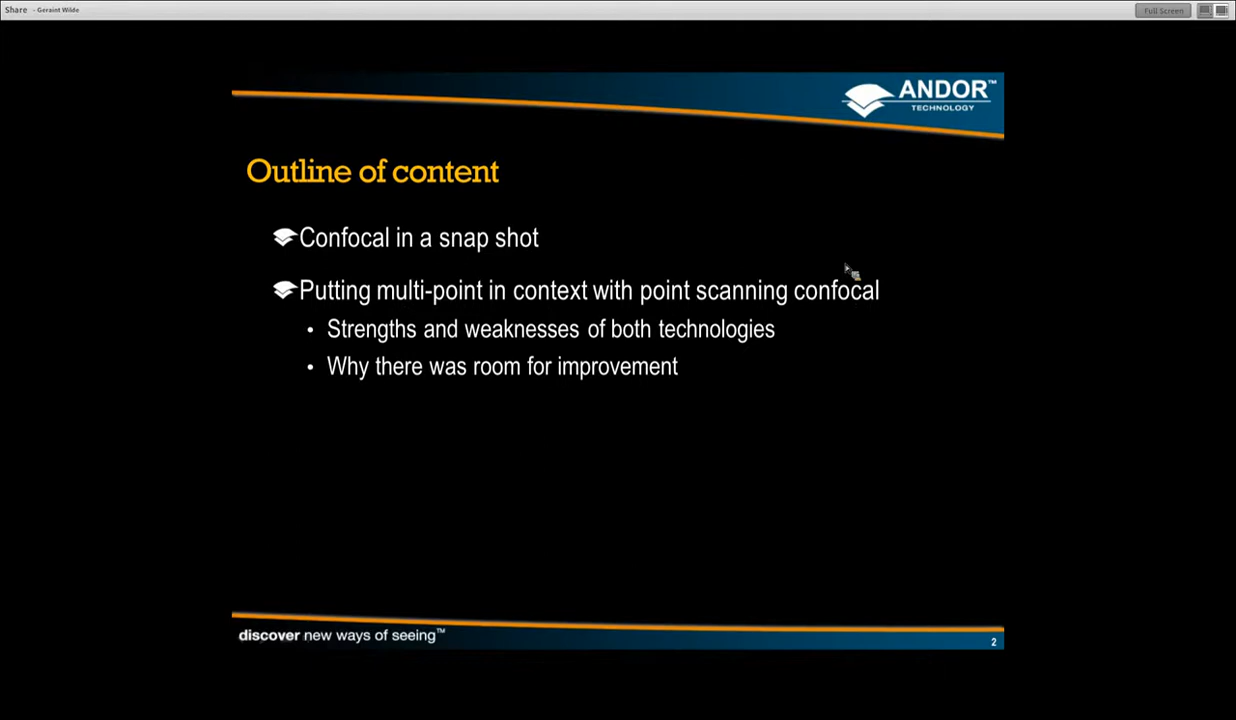 Share - Geraint Wilde
Full Screen
ANDOR™
TECHNOLOGY
Outline of content
Confocal in a snap shot
Putting multi-point in context with point scanning confocal
• Strengths and weaknesses of both technologies
• Why there was room for improvement
discover new ways of seeing™
2